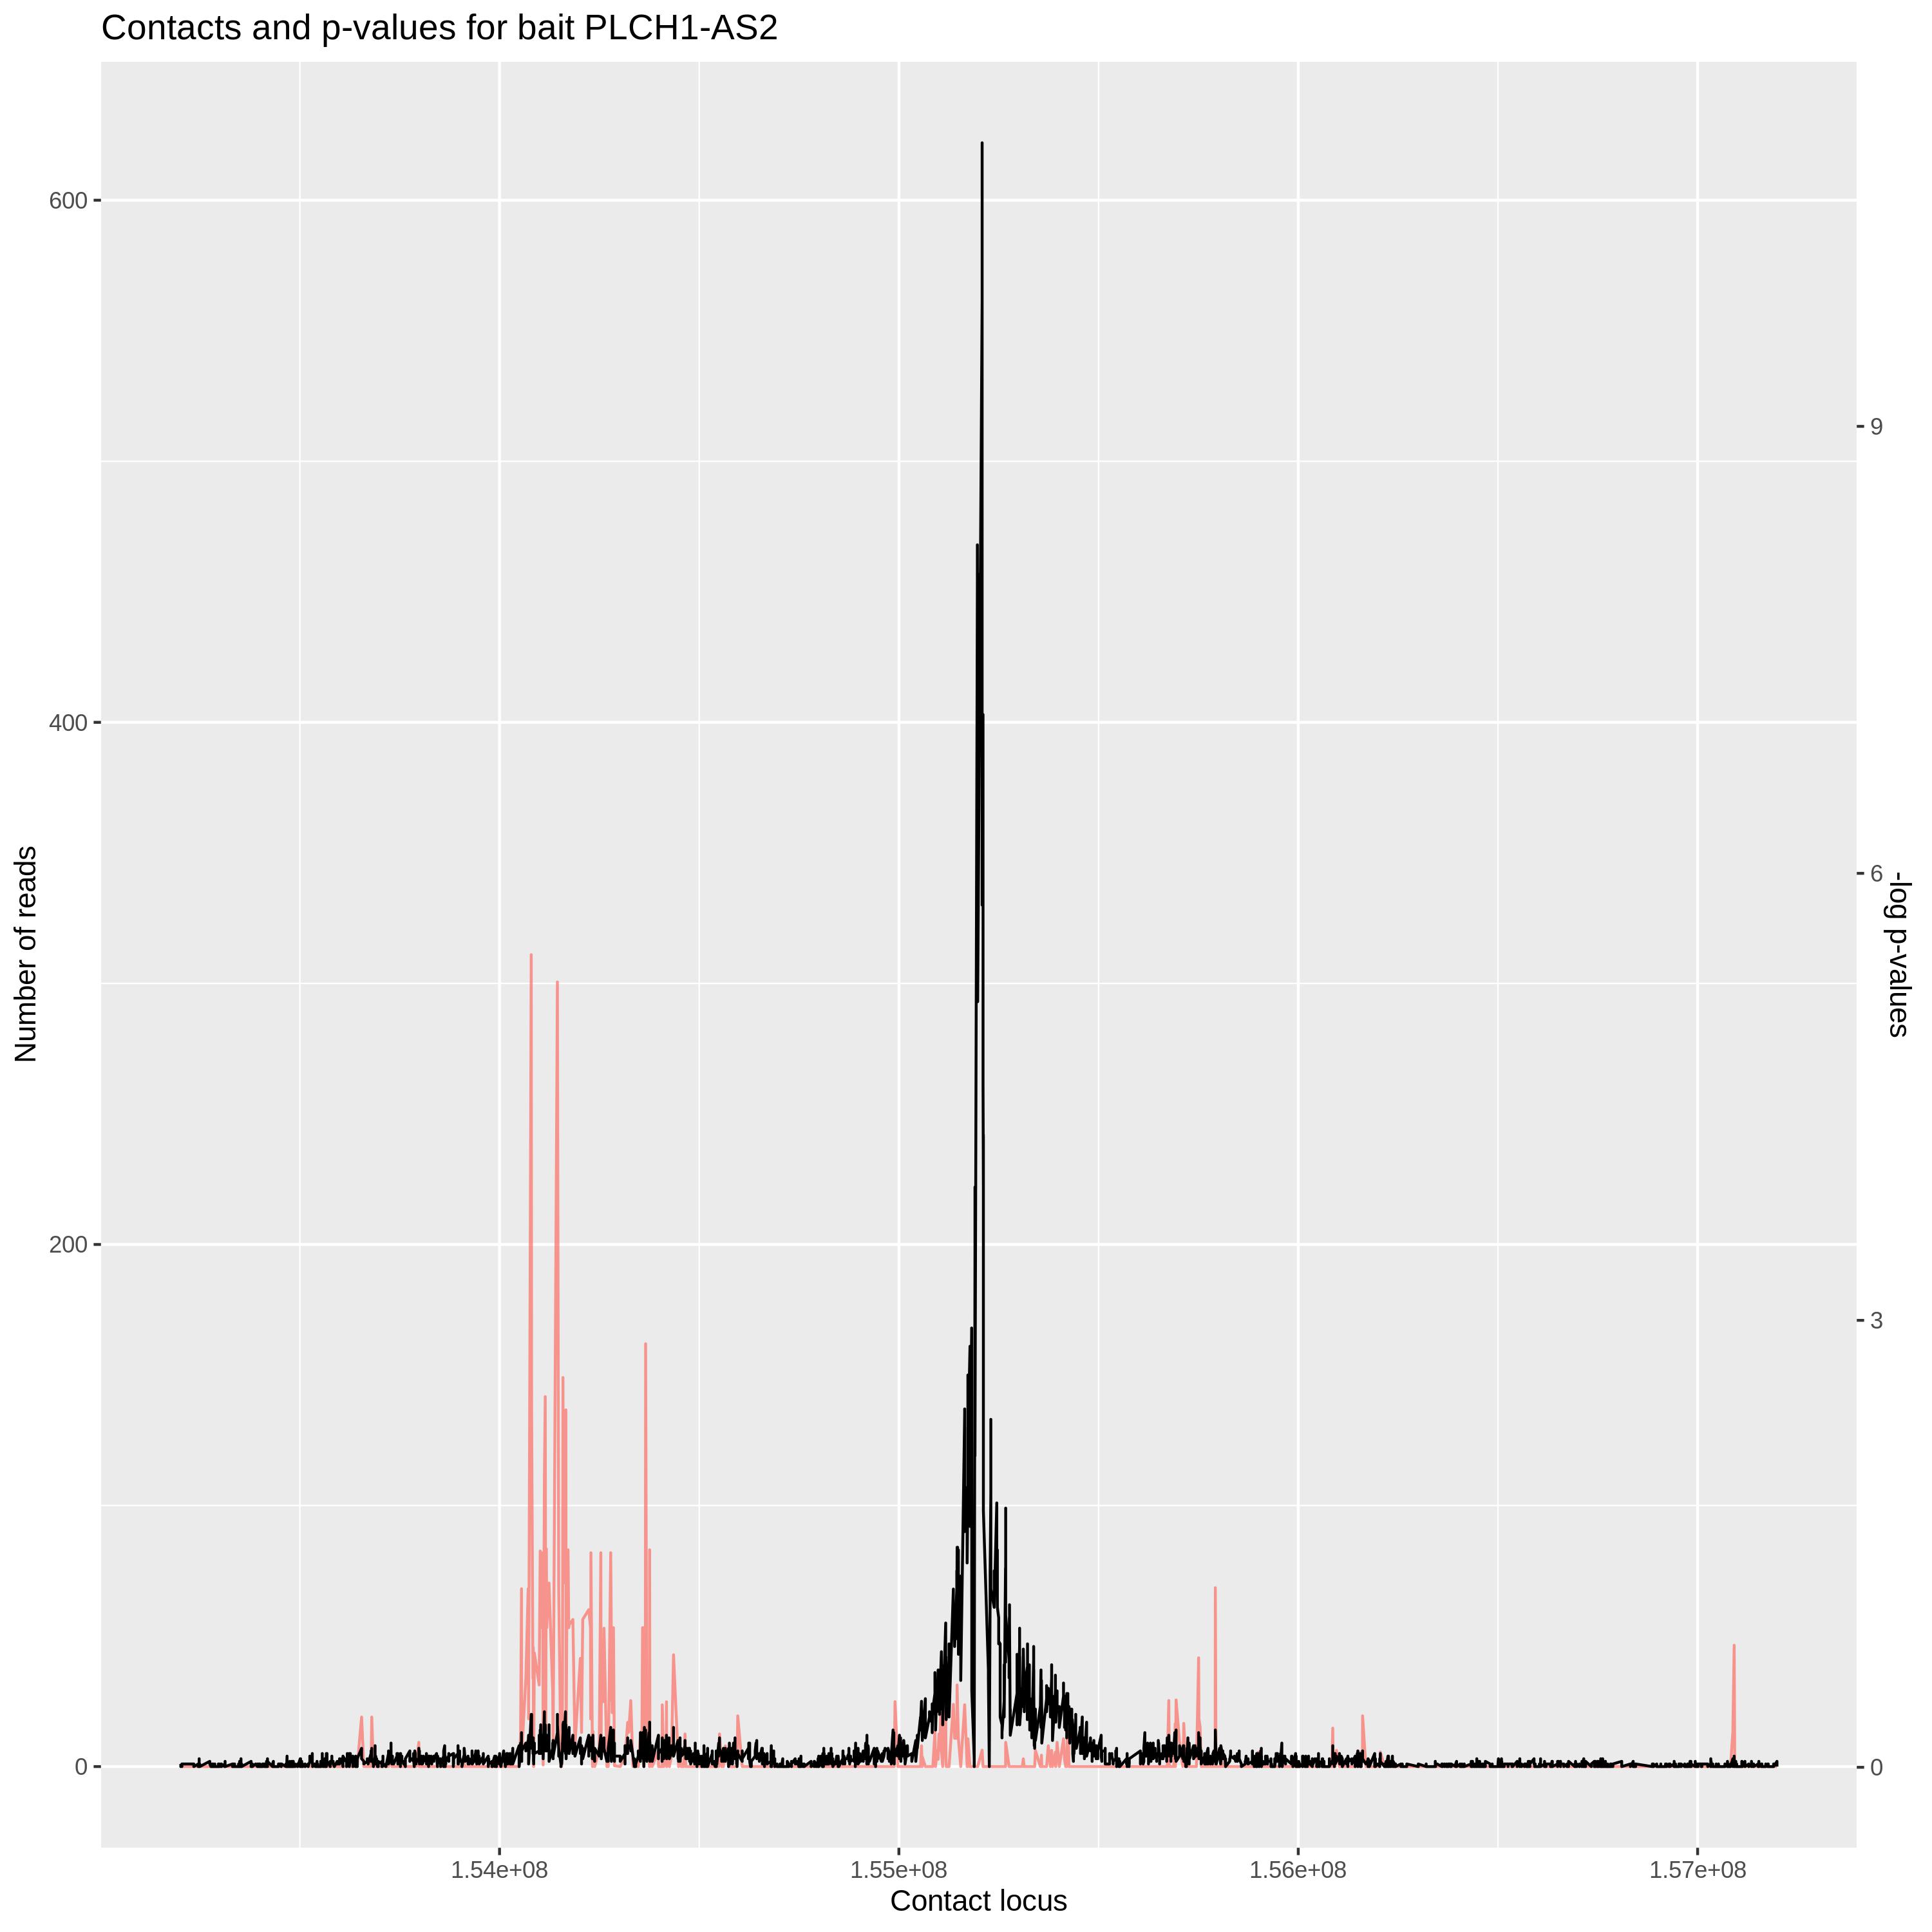 Contacts and p-values for bait PLCH1-AS2
600
400
200
0
Number of reads
9
6
3
0
-log p-values
1.54e+08
1.55e+08
1.56e+08
1.57e+08
Contact locus